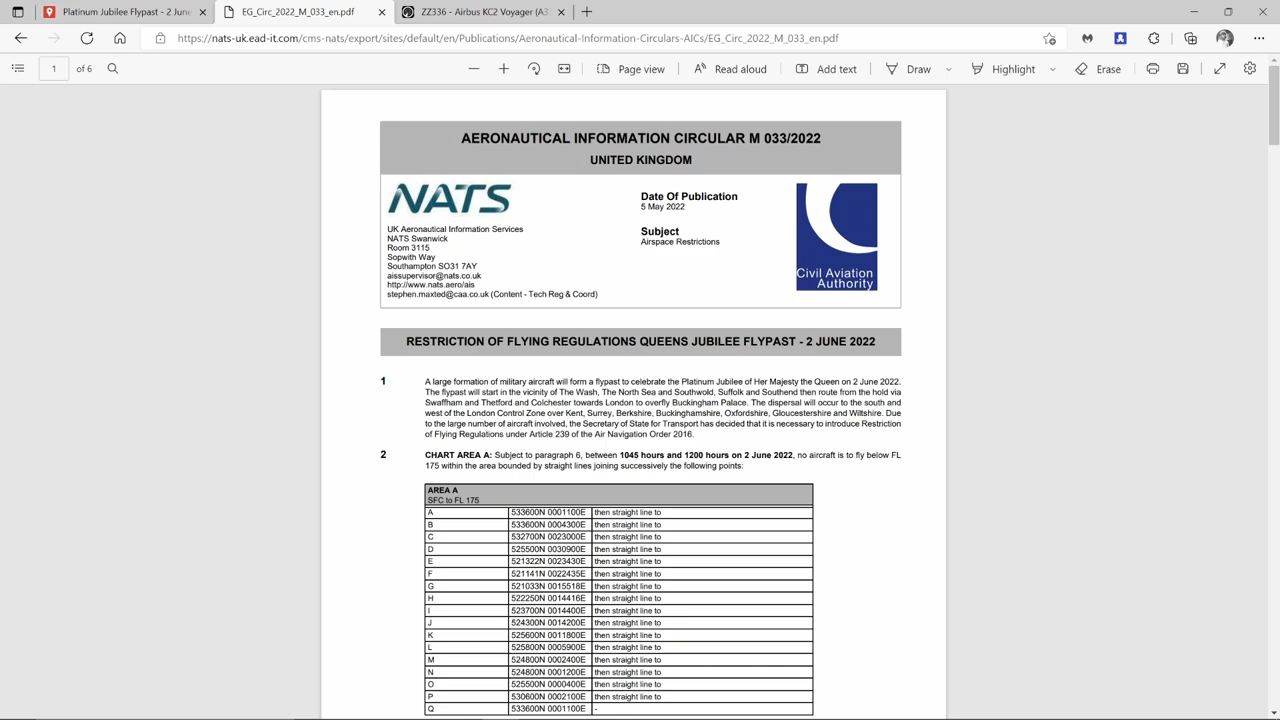 Platinum Jubilee Flypast - 2 June
EG_Circ_2022_M_033_en.pdf
ZZ336 - Airbus KC2 Voyager (A3
https://nats-uk.ead-it.com/cms-nats/export/sites/default/en/Publications/Aeronautical-Information-Circulars-AICs/EG_Circ_2022_M_033_en.pdf
1 of 6 Page view Read aloud Add text Draw Highlight Erase
AERONAUTICAL INFORMATION CIRCULAR M 033/2022
UNITED KINGDOM
NATS
UK Aeronautical Information Services
NATS Swanwick
Room 3115
Sopwith Way
Southampton SO31 7AY
aissupervisor@nats.co.uk
http://www.nats.aero/ais
stephen.maxted@caa.co.uk (Content - Tech Reg & Coord)
Date Of Publication
5 May 2022
Subject
Airspace Restrictions
Civil Aviation
Authority
RESTRICTION OF FLYING REGULATIONS QUEENS JUBILEE FLYPAST - 2 JUNE 2022
1 A large formation of military aircraft will form a flypast to celebrate the Platinum Jubilee of Her Majesty the Queen on 2 June 2022.
The flypast will start in the vicinity of The Wash, The North Sea and Southwold, Suffolk and Southend then route from the hold via
Swaffham and Thetford and Colchester towards London to overfly Buckingham Palace. The dispersal will occur to the south and
west of the London Control Zone over Kent, Surrey, Berkshire, Buckinghamshire, Oxfordshire, Gloucestershire and Wiltshire. Due
to the large number of aircraft involved, the Secretary of State for Transport has decided that it is necessary to introduce Restriction
of Flying Regulations under Article 239 of the Air Navigation Order 2016.
2 CHART AREA A: Subject to paragraph 6, between 1045 hours and 1200 hours on 2 June 2022, no aircraft is to fly below FL
175 within the area bounded by straight lines joining successively the following points:
AREA A
SFC to FL 175
A 533600N 0001100E then straight line to
B 533600N 0004300E then straight line to
C 532700N 0023000E then straight line to
D 525500N 0030900E then straight line to
E 521322N 0023430E then straight line to
F 521141N 0022435E then straight line to
G 521033N 0015518E then straight line to
H 522250N 0014416E then straight line to
I 523700N 0014400E then straight line to
J 524300N 0014200E then straight line to
K 525600N 0011800E then straight line to
L 525800N 0005900E then straight line to
M 524800N 0002400E then straight line to
N 524800N 0001200E then straight line to
O 525500N 0000400E then straight line to
P 530600N 0002100E then straight line to
Q 533600N 0001100E -